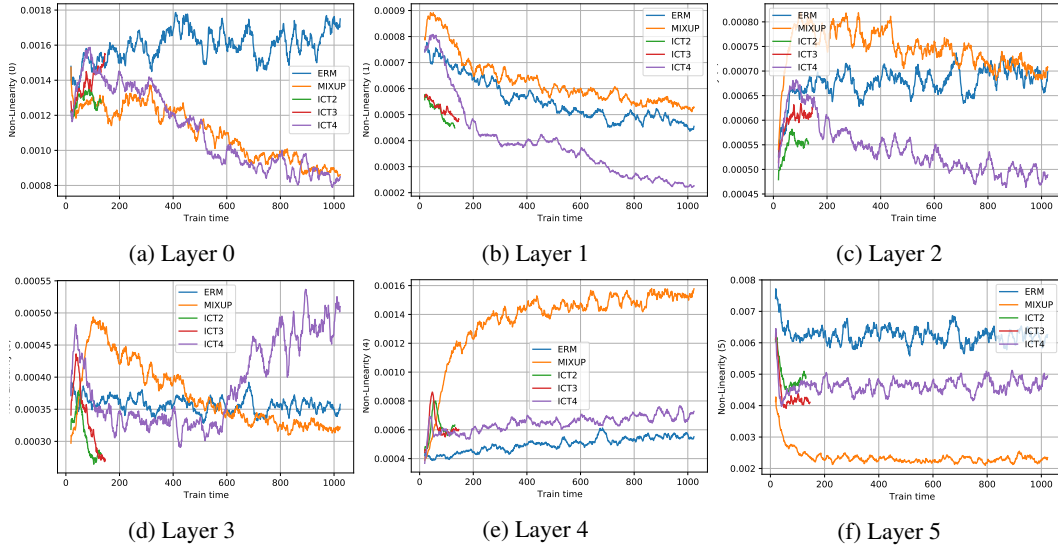 Non-Linearity (0)
0.0018
0.0016
0.0014
0.0012
0.0010
0.0008
ERM
MIXUP
ICT2
ICT3
ICT4
0 200 400 600 800 1000
Train time
(a) Layer 0
Non-Linearity (1)
0.0009
0.0008
0.0007
0.0006
0.0005
0.0004
0.0003
0.0002
ERM
MIXUP
ICT2
ICT3
ICT4
0 200 400 600 800 1000
Train time
(b) Layer 1
0.00080
0.00075
0.00070
0.00065
0.00060
0.00055
0.00050
0.00045
ERM
MIXUP
ICT2
ICT3
ICT4
0 200 400 600 800 1000
Train time
(c) Layer 2
0.00055
0.00050
0.00045
0.00040
0.00035
0.00030
ERM
MIXUP
ICT2
ICT3
ICT4
0 200 400 600 800 1000
Train time
(d) Layer 3
Non-Linearity (4)
0.0016
0.0014
0.0012
0.0010
0.0008
0.0006
0.0004
ERM
MIXUP
ICT2
ICT3
ICT4
0 200 400 600 800 1000
Train time
(e) Layer 4
Non-Linearity (5)
0.008
0.007
0.006
0.005
0.004
0.003
0.002
ERM
MIXUP
ICT2
ICT3
ICT4
0 200 400 600 800 1000
Train time
(f) Layer 5